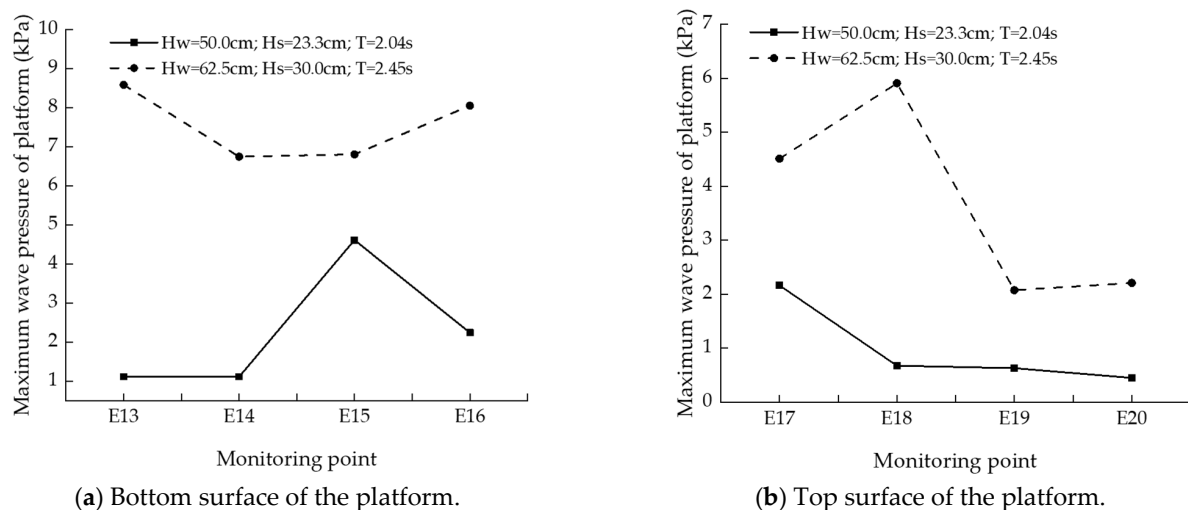 Maximum wave pressure of platform (kPa)
10
9
8
7
6
5
4
3
2
1
Hw=50.0cm; Hs=23.3cm; T=2.04s
Hw=62.5cm; Hs=30.0cm; T=2.45s
E13 E14 E15 E16
Monitoring point
(a) Bottom surface of the platform.
Maximum wave pressure of platform (kPa)
7
6
5
4
3
2
1
0
Hw=50.0cm; Hs=23.3cm; T=2.04s
Hw=62.5cm; Hs=30.0cm; T=2.45s
E17 E18 E19 E20
Monitoring point
(b) Top surface of the platform.